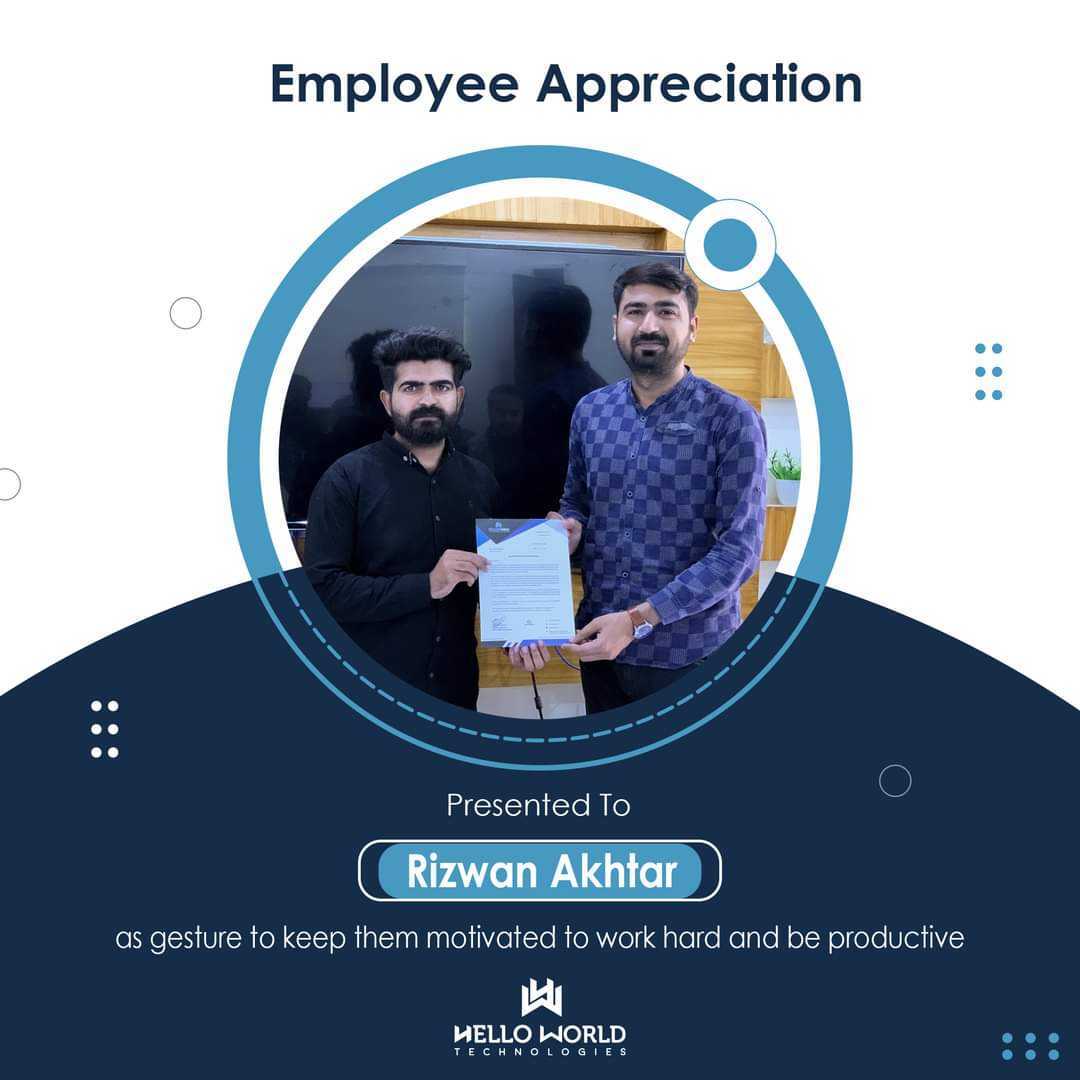 Employee Appreciation
Presented To
Rizwan Akhtar
as gesture to keep them motivated to work hard and be productive
HELLO WORLD
TECHNOLOGIES